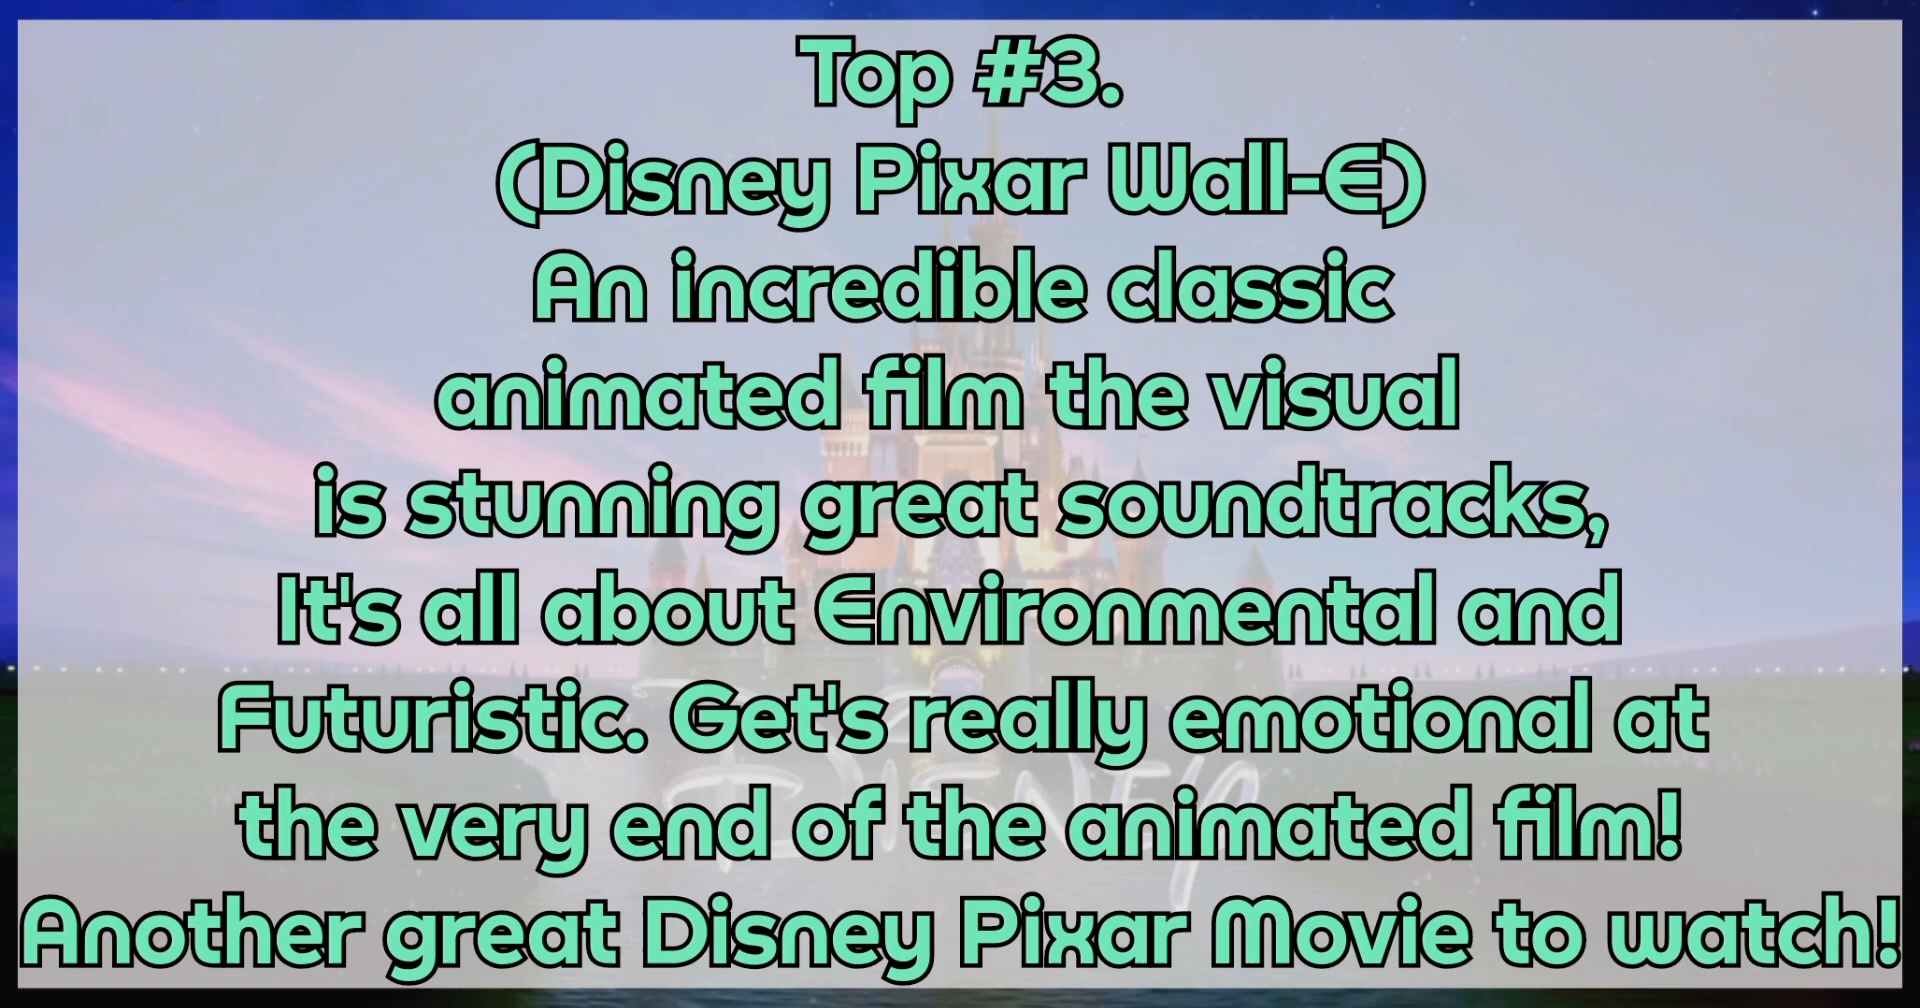 Top #3.
(Disney Pixar Wall-E)
An incredible classic
animated film the visual
is stunning great soundtracks,
It's all about Environmental and
Futuristic. Get's really emotional at
the very end of the animated film!
Another great Disney Pixar Movie to watch!
Disney